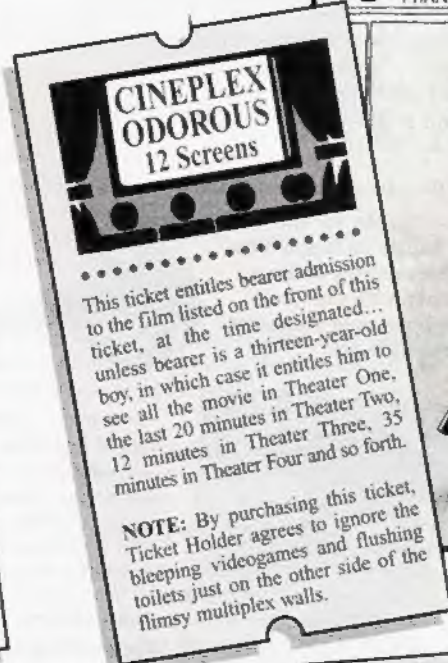 CINEPLEX
ODOROUS
12 Screens
This ticket entitles bearer admission
to the film listed on the front of this
ticket, at the time designated...
unless bearer is a thirteen-year-old
boy, in which case it entitles him to
see all the movie in Theater One,
the last 20 minutes in Theater Two,
12 minutes in Theater Three, 35
minutes in Theater Four and so forth.
NOTE: By purchasing this ticket,
Ticket Holder agrees to ignore the
bleeping videogames and flushing
toilets just on the other side of the
flimsy multiplex walls.